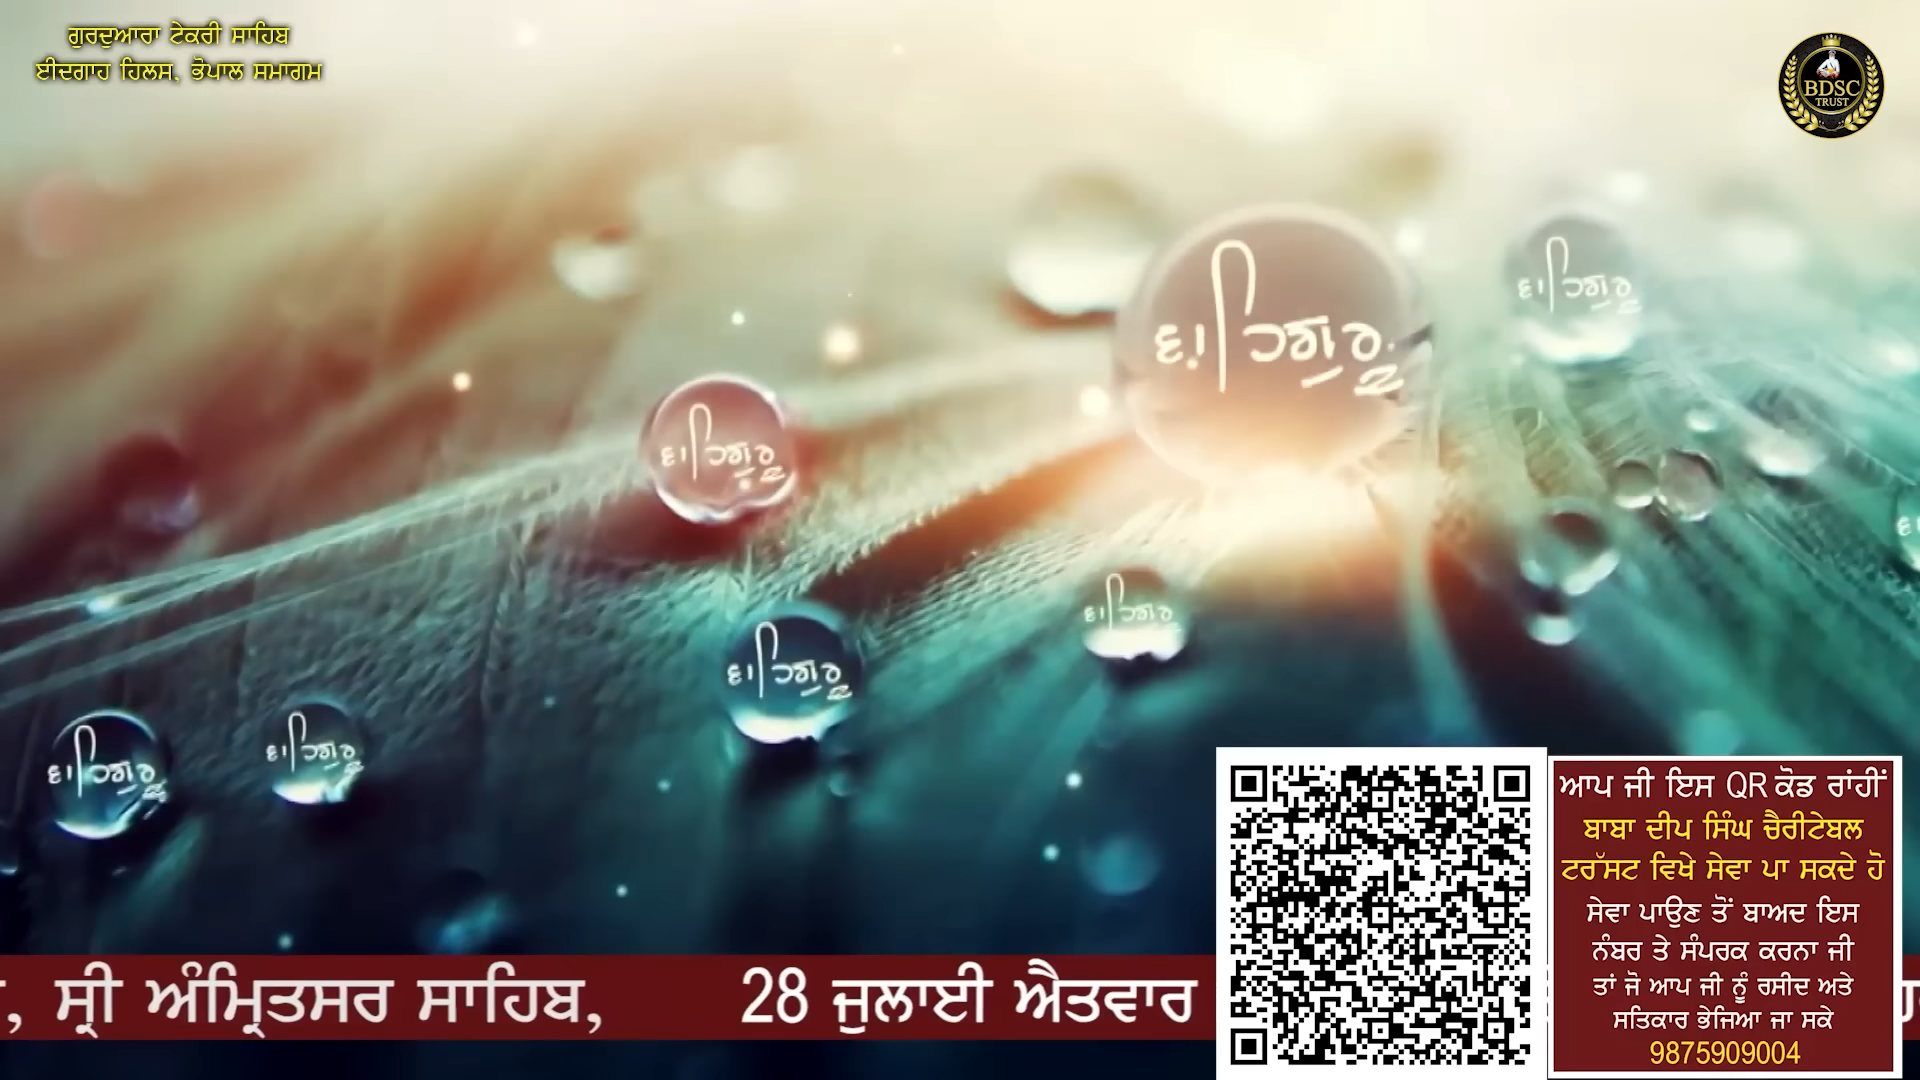 ਗੁਰਦੁਆਰਾ ਟੇਕਰੀ ਸਾਹਿਬ
ਈਦਗਾਹ ਹਿਲਸ, ਭੋਪਾਲ ਸਮਾਗਮ
BDSC
TRUST
ਵਾਹਿਗੁਰੂ
ਵਾਹਿਗੁਰੂ
ਵਾਹਿਗੁਰੂ
ਵਾਹਿਗੁਰੂ
ਵਾਹਿਗੁਰੂ
ਵਾਹਿਗੁਰੂ
ਵਾਹਿਗੁਰੂ
ਆਪ ਜੀ ਇਸ QR ਕੋਡ ਰਾਂਹੀਂ
ਬਾਬਾ ਦੀਪ ਸਿੰਘ ਚੈਰੀਟੇਬਲ
ਟਰੱਸਟ ਵਿਖੇ ਸੇਵਾ ਪਾ ਸਕਦੇ ਹੋ
ਸੇਵਾ ਪਾਉਣ ਤੋਂ ਬਾਅਦ ਇਸ
ਨੰਬਰ ਤੇ ਸੰਪਰਕ ਕਰਨਾ ਜੀ
ਤਾਂ ਜੋ ਆਪ ਜੀ ਨੂੰ ਰਸੀਦ ਅਤੇ
ਸਤਿਕਾਰ ਭੇਜਿਆ ਜਾ ਸਕੇ
9875909004
, ਸ੍ਰੀ ਅੰਮ੍ਰਿਤਸਰ ਸਾਹਿਬ, 28 ਜੁਲਾਈ ਐਤਵਾਰ